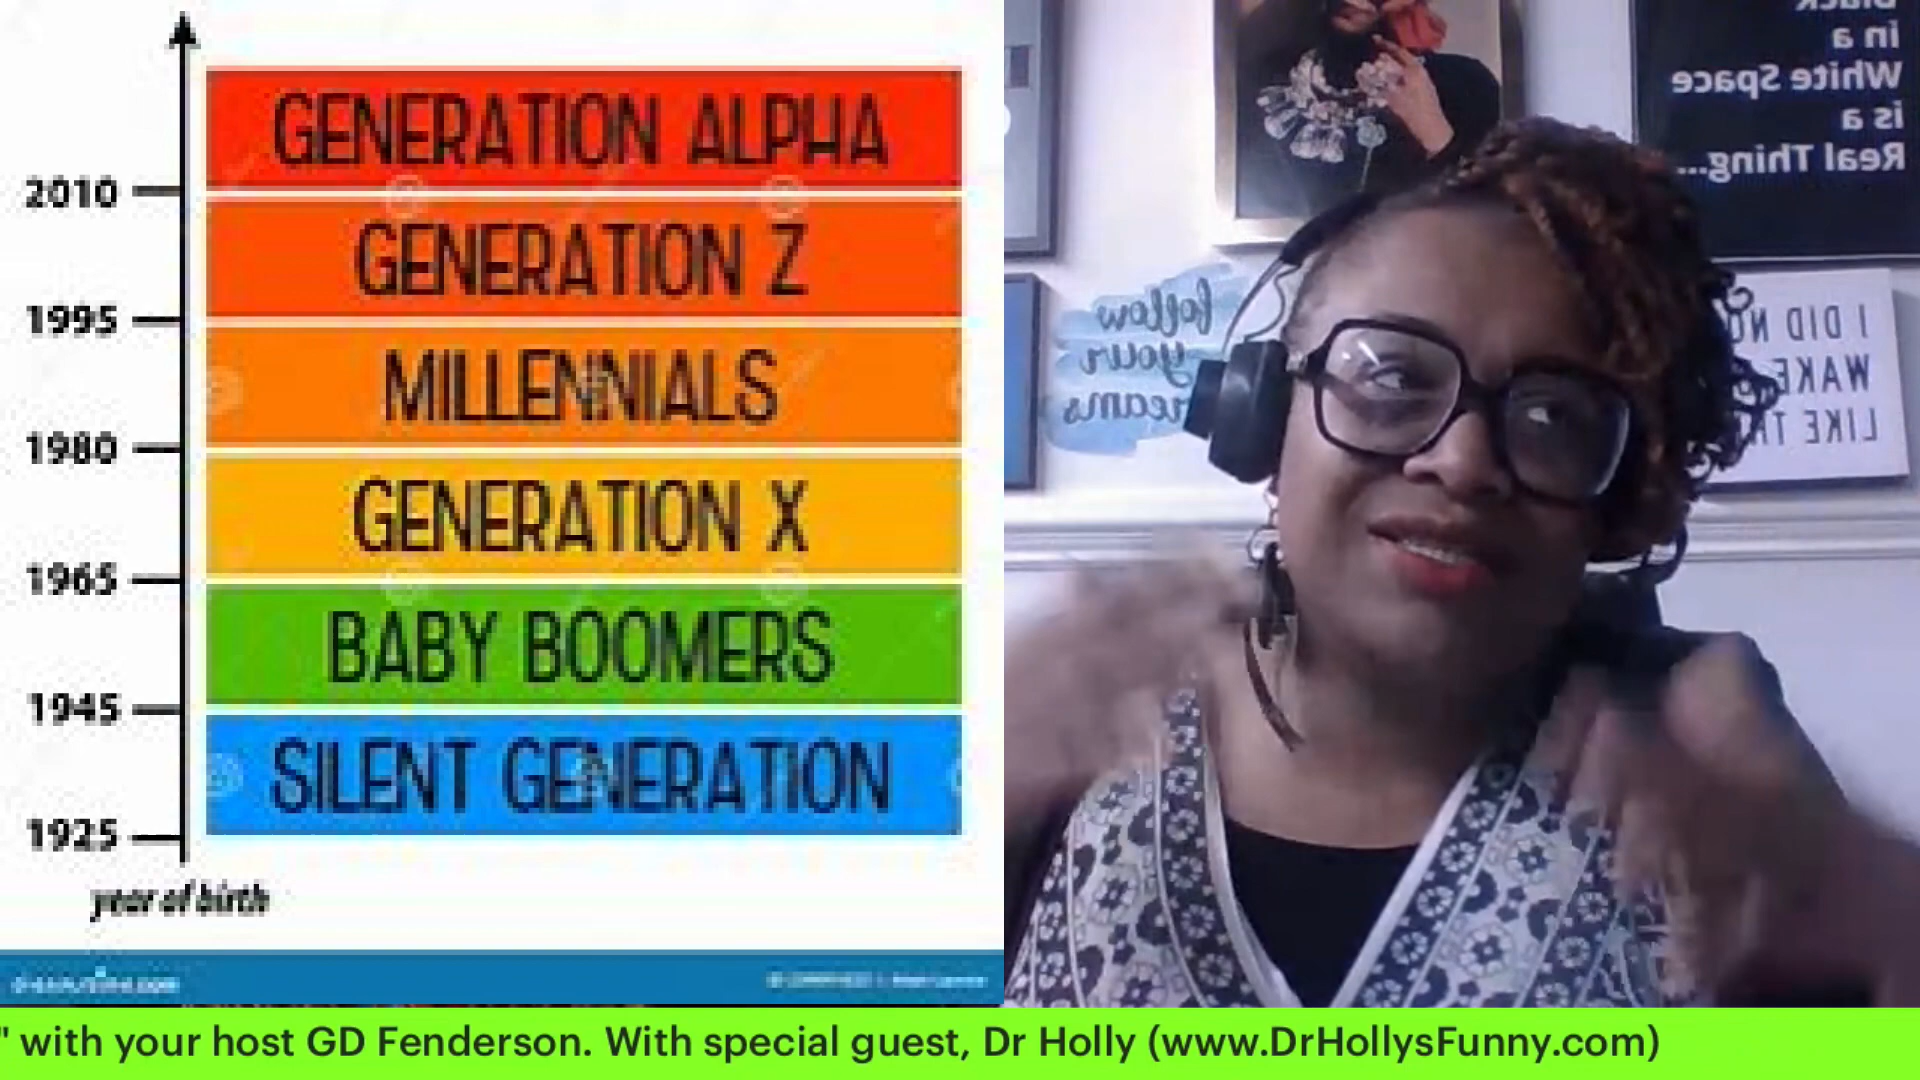 GENERATION ALPHA
2010
GENERATION Z
1995
MILLENNIALS
1980
GENERATION X
1965
BABY BOOMERS
1945
SILENT GENERATION
1925
year of birth
dreamstime.com
in a
White Space
is a
Real Thing...
follow
your
I DID
WAKE
LIKE
" with your host GD Fenderson. With special guest, Dr Holly (www.DrHollysFunny.com)